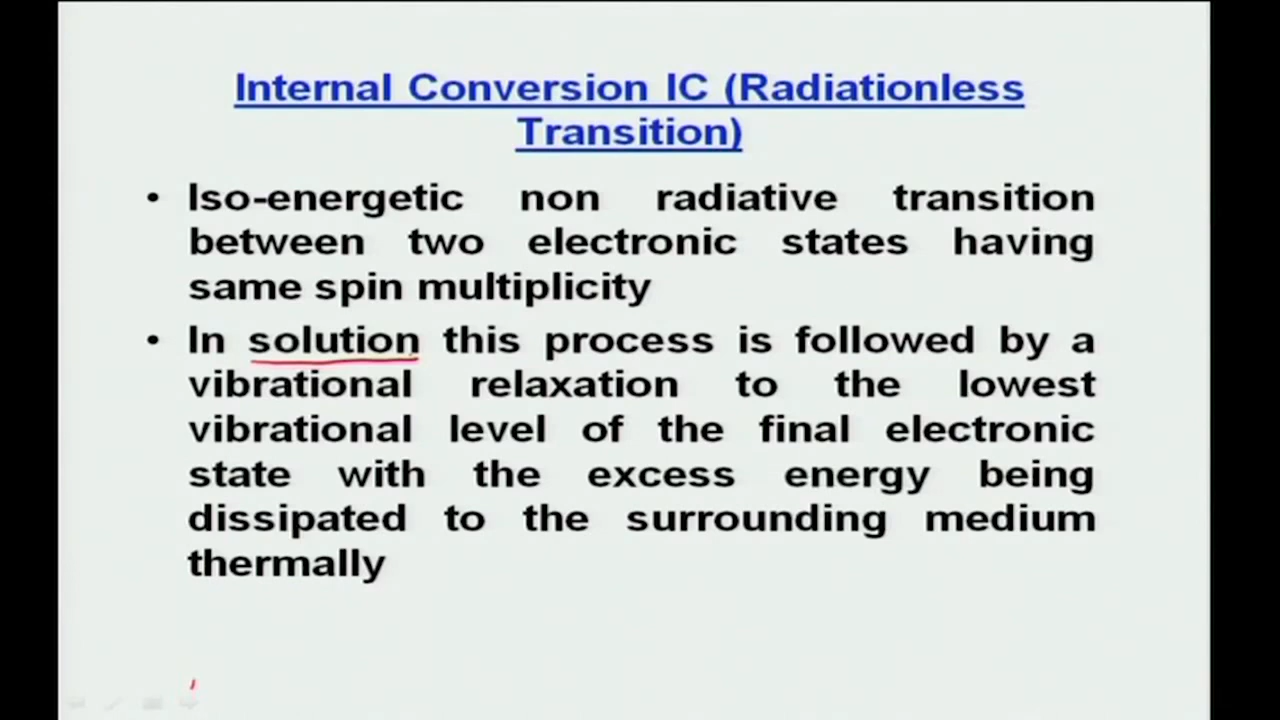 Internal Conversion IC (Radiationless
Transition)
• Iso-energetic non radiative transition
between two electronic states having
same spin multiplicity
• In solution this process is followed by a
vibrational relaxation to the lowest
vibrational level of the final electronic
state with the excess energy being
dissipated to the surrounding medium
thermally